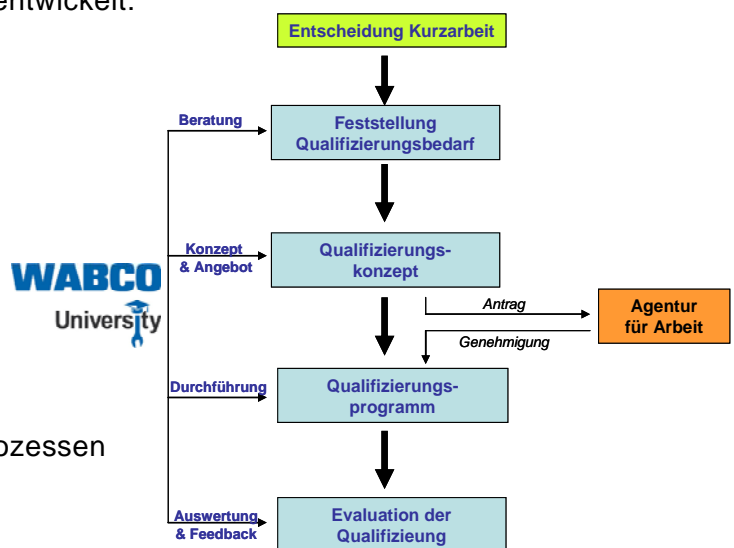 entwickelt.
Entscheidung Kurzarbeit
Beratung
Feststellung
Qualifizierungsbedarf
Konzept
& Angebot
Qualifizierungs-
konzept
WABCO
University
Antrag
Genehmigung
Agentur
für Arbeit
Durchführung
Qualifizierungs-
programm
ozessen
Auswertung
& Feedback
Evaluation der
Qualifizieung